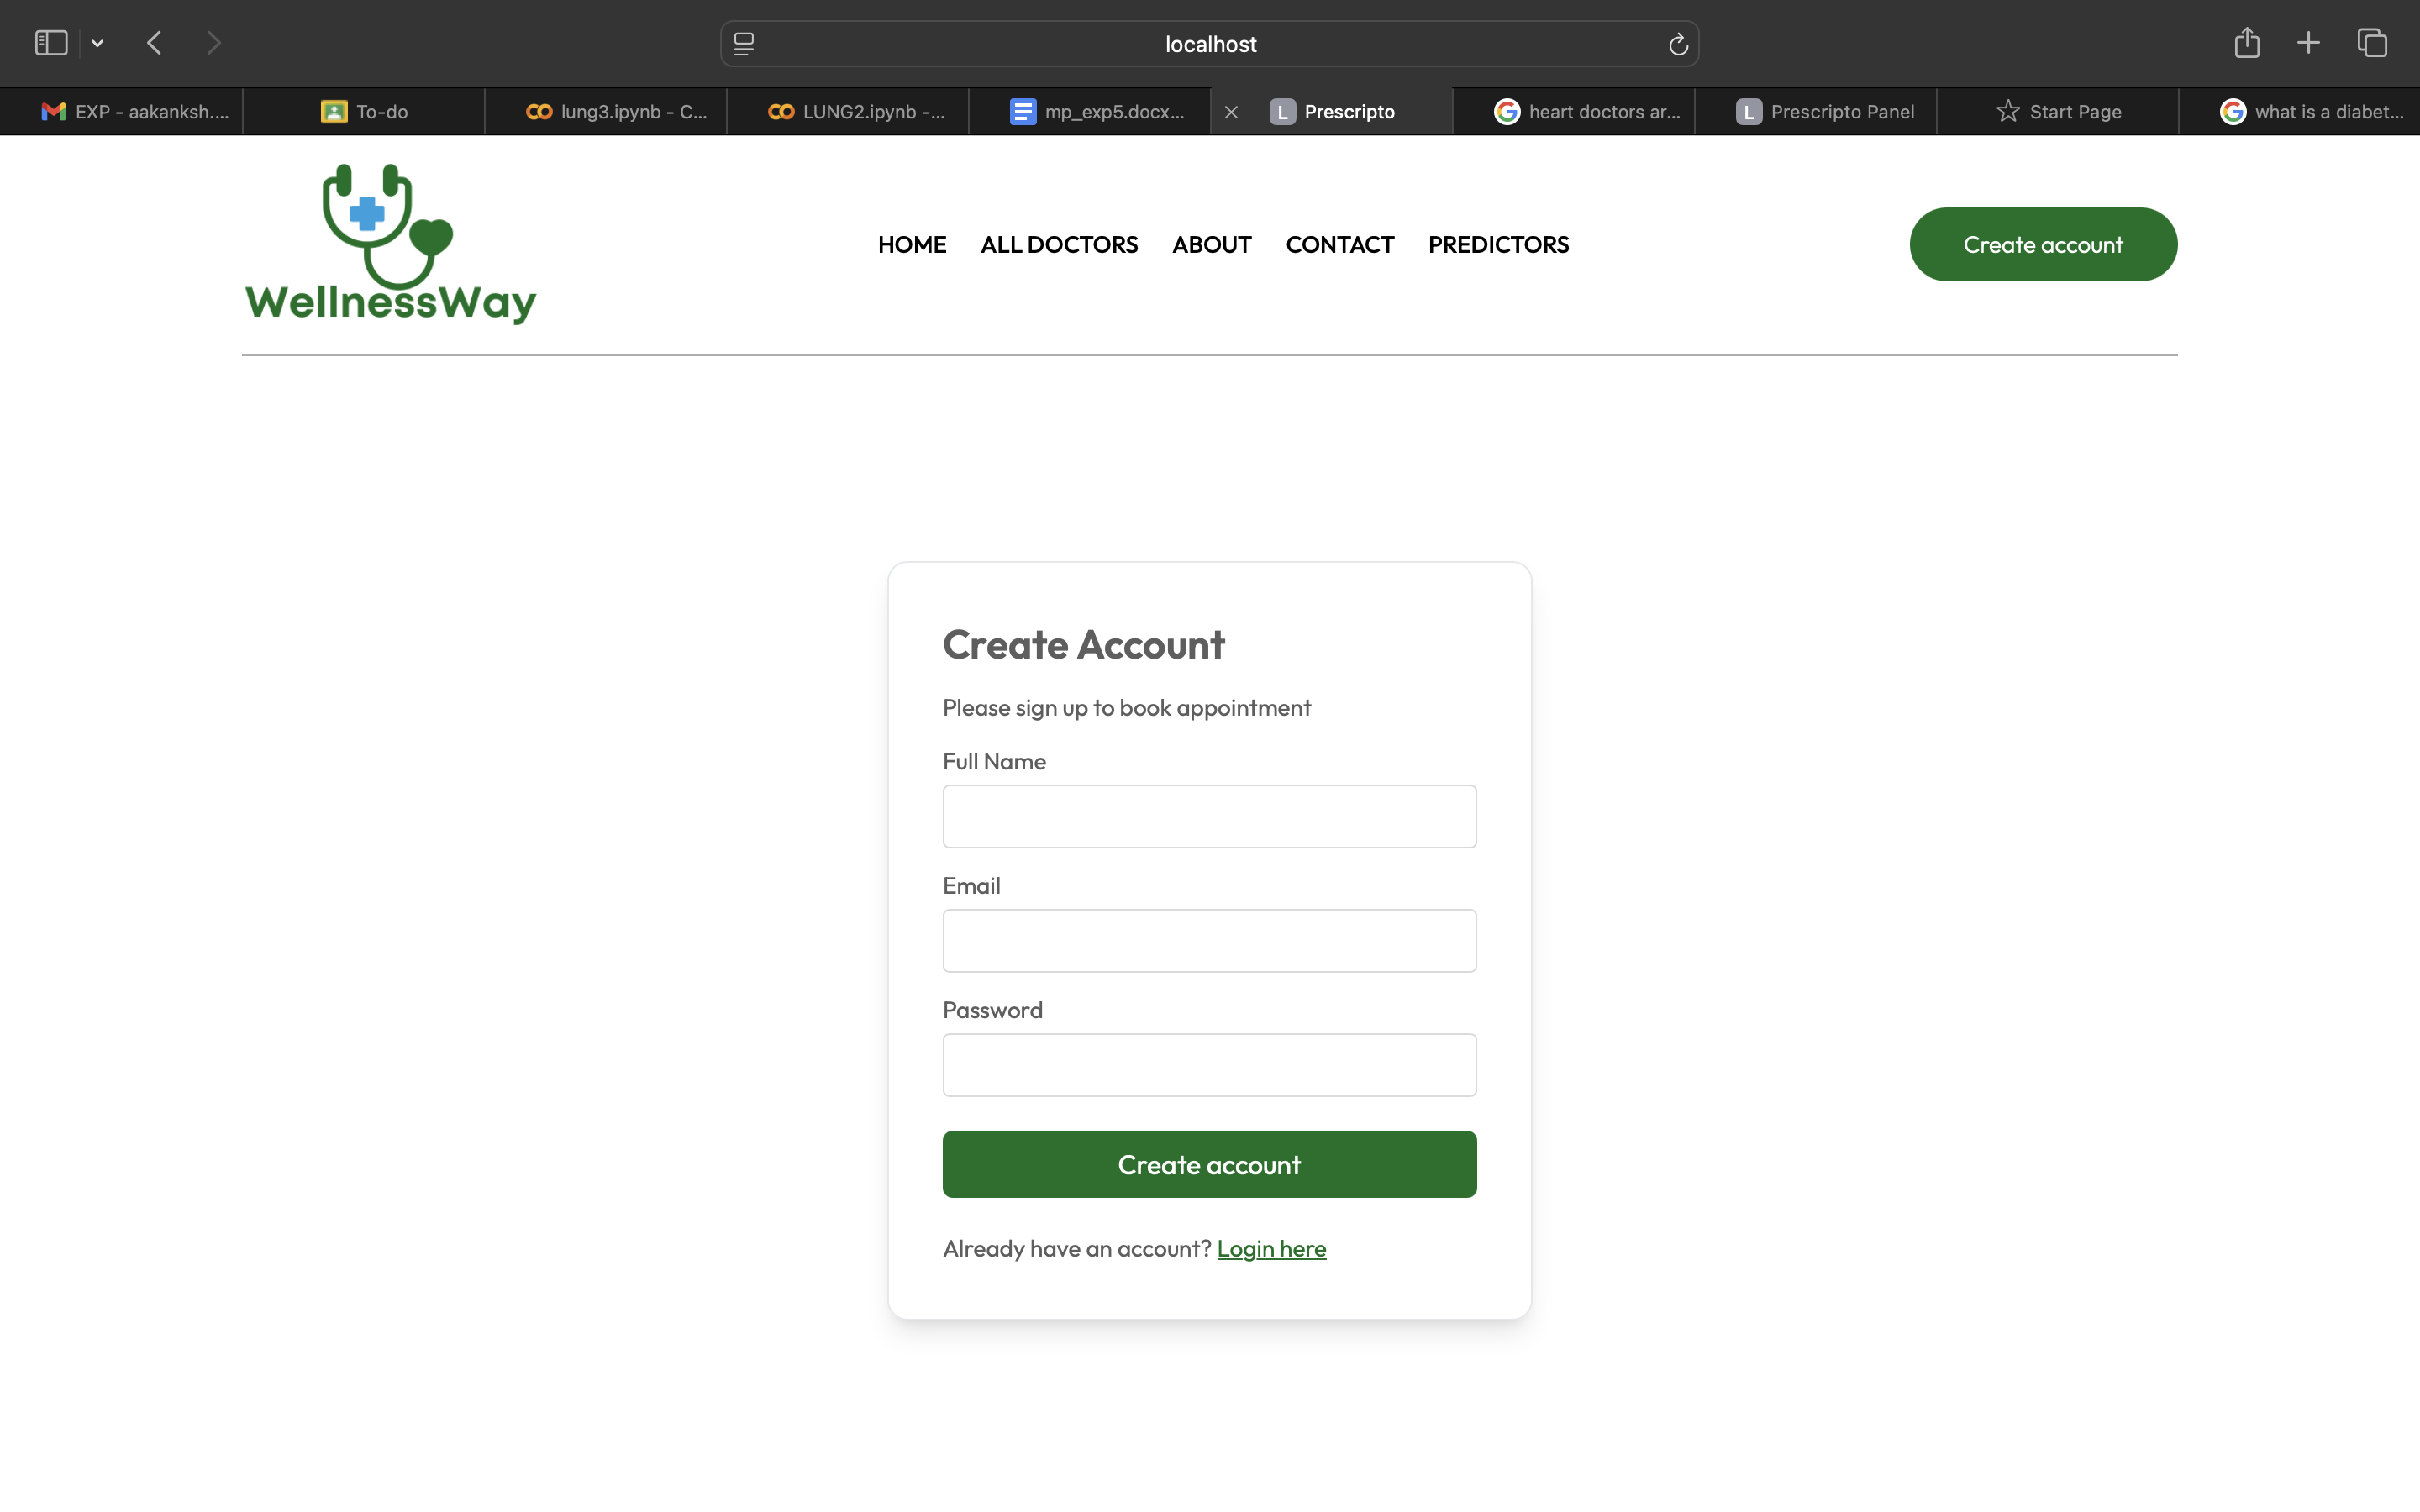 localhost
EXP - aakanksh....
To-do
lung3.ipynb - C...
LUNG2.ipynb -...
mp_exp5.docx...
L Prescripto
heart doctors ar...
L Prescripto Panel
Start Page
what is a diabet...
WellnessWay
HOME ALL DOCTORS ABOUT CONTACT PREDICTORS
Create account
Create Account
Please sign up to book appointment
Full Name
Email
Password
Create account
Already have an account? Login here